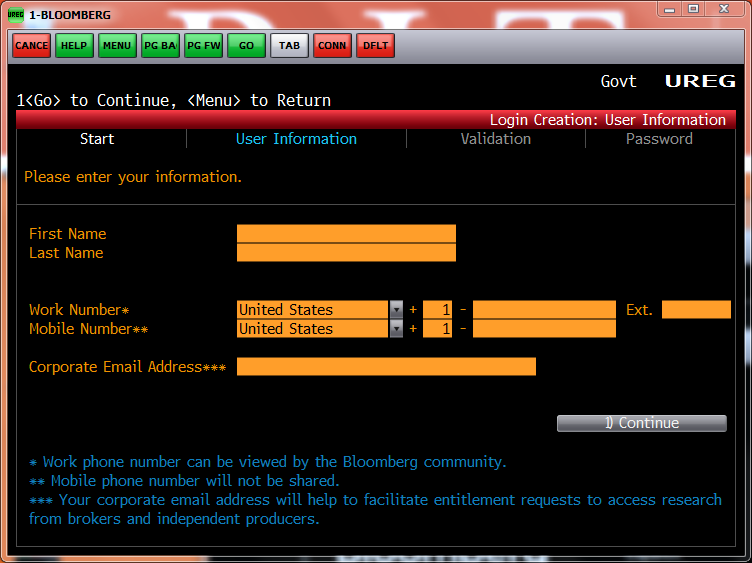 UREG 1-BLOOMBERG
CANCE HELP MENU PG BA PG FW GO TAB CONN DFLT
Govt UREG
1<Go> to Continue, <Menu> to Return
Login Creation: User Information
Start User Information Validation Password
Please enter your information.
First Name
Last Name
Work Number* United States + 1 - Ext.
Mobile Number** United States + 1 -
Corporate Email Address***
1) Continue
* Work phone number can be viewed by the Bloomberg community.
** Mobile phone number will not be shared.
*** Your corporate email address will help to facilitate entitlement requests to access research
from brokers and independent producers.